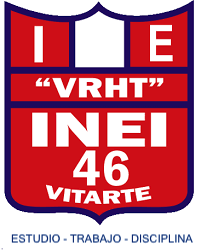 I E
“VRHT”
INEI
46
VITARTE
ESTUDIO - TRABAJO - DISCIPLINA